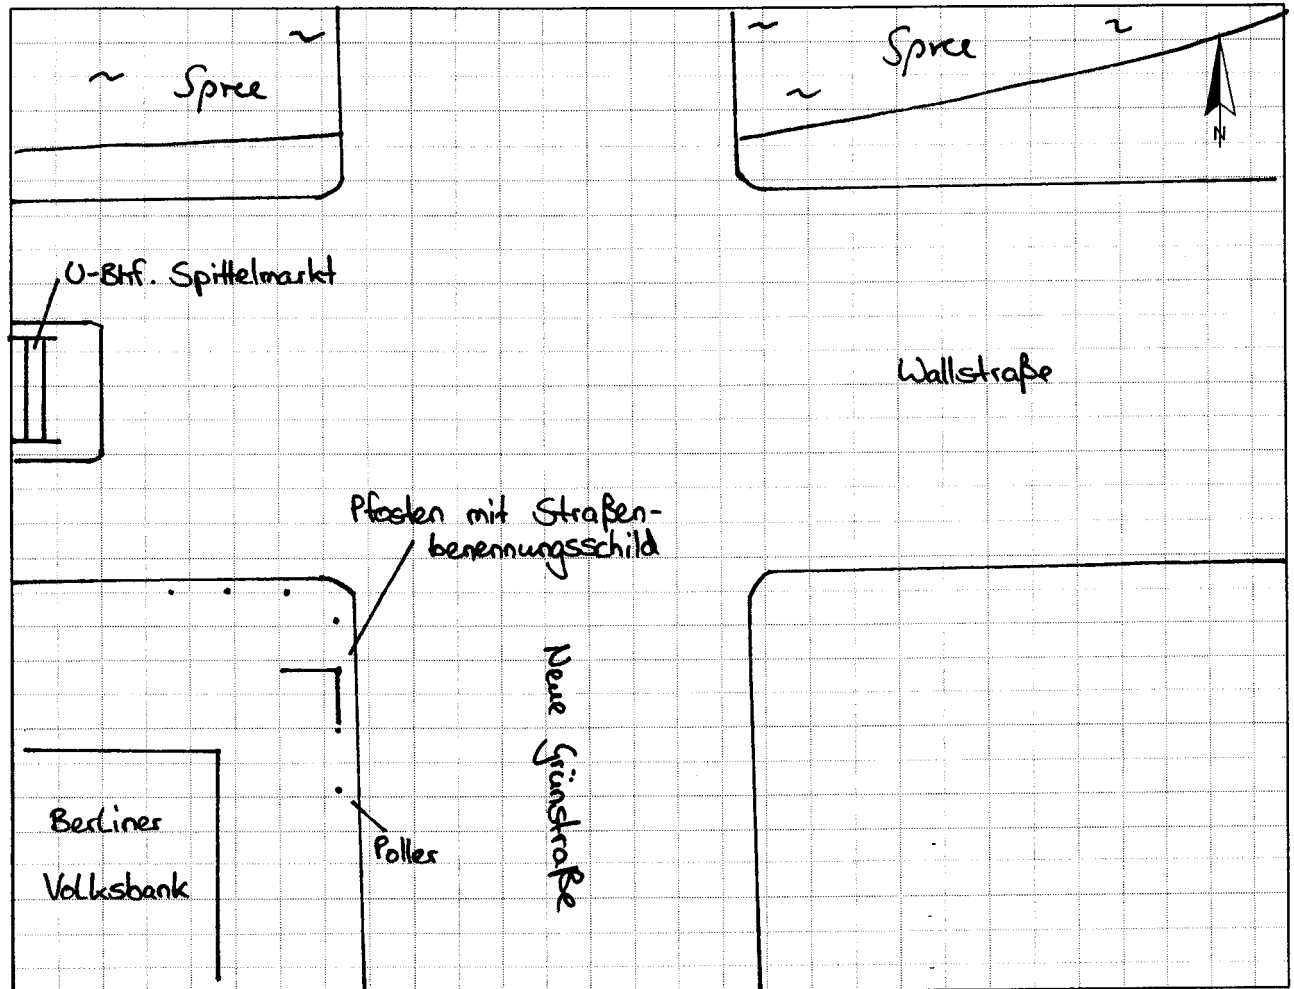 Spree
Spree
N
U-Bhf. Spittelmarkt
Wallstraße
Pfosten mit Straßen-
benennungsschild
Neue Grünstraße
Berliner
Volksbank
Poller